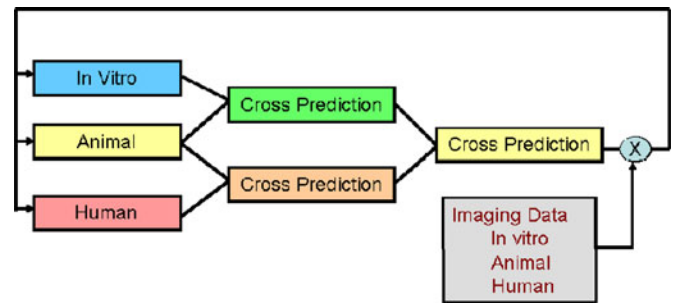 In Vitro
Cross Prediction
Animal
Cross Prediction
X
Cross Prediction
Human
Imaging Data
In vitro
Animal
Human